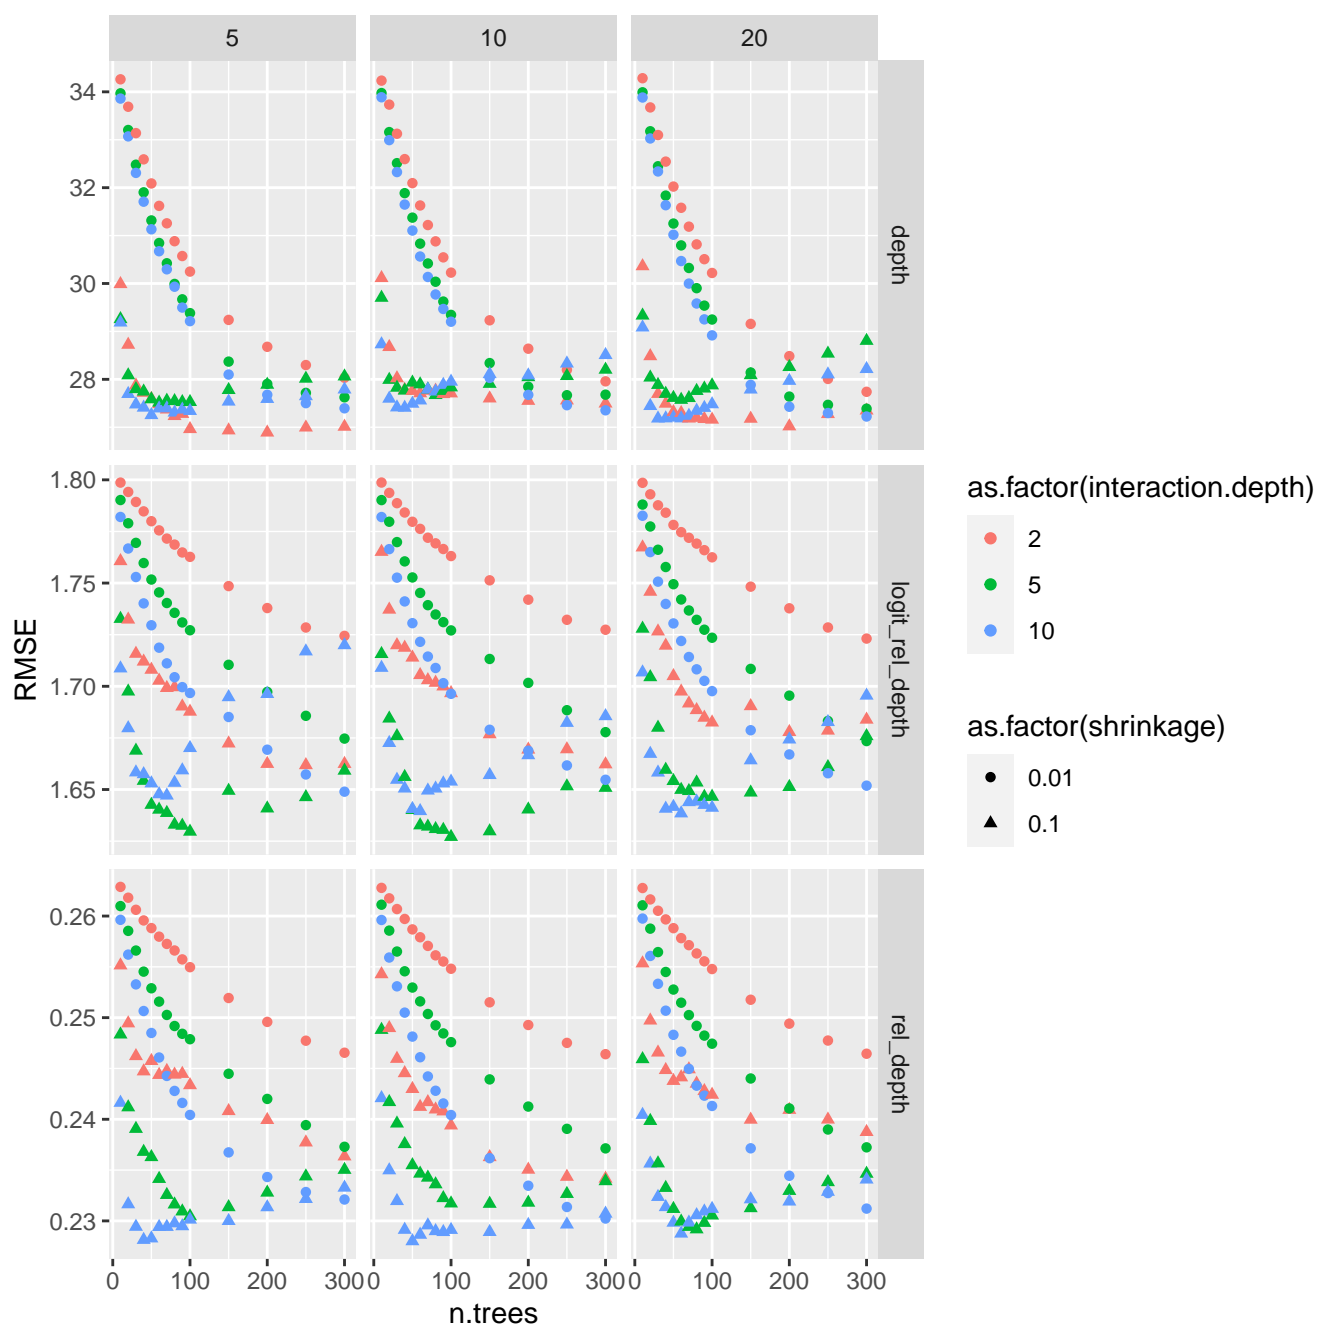 5 10 20
34
32
30
28
depth
1.80
1.75
1.70
1.65
logit_rel_depth
0.26
0.25
0.24
0.23
rel_depth
RMSE
0 100 200 300 0 100 200 300 0 100 200 300
n.trees
as.factor(interaction.depth)
2
5
10
as.factor(shrinkage)
0.01
0.1